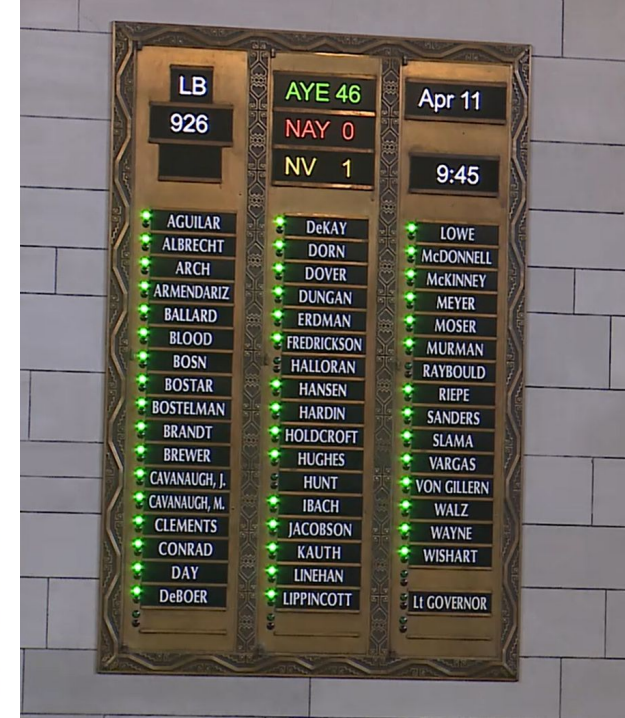 LB
926
AYE 46
NAY 0
NV 1
Apr 11
9:45
AGUILAR
ALBRECHT
ARCH
ARMENDARIZ
BALLARD
BLOOD
BOSN
BOSTAR
BOSTELMAN
BRANDT
BREWER
CAVANAUGH, J.
CAVANAUGH, M.
CLEMENTS
CONRAD
DAY
DeBOER
DeKAY
DORN
DOVER
DUNGAN
ERDMAN
FREDRICKSON
HALLORAN
HANSEN
HARDIN
HOLDCROFT
HUGHES
HUNT
IBACH
JACOBSON
KAUTH
LINEHAN
LIPPINCOTT
LOWE
McDONNELL
McKINNEY
MEYER
MOSER
MURMAN
RAYBOULD
RIEPE
SANDERS
SLAMA
VARGAS
VON GILLERN
WALZ
WAYNE
WISHART
Lt GOVERNOR